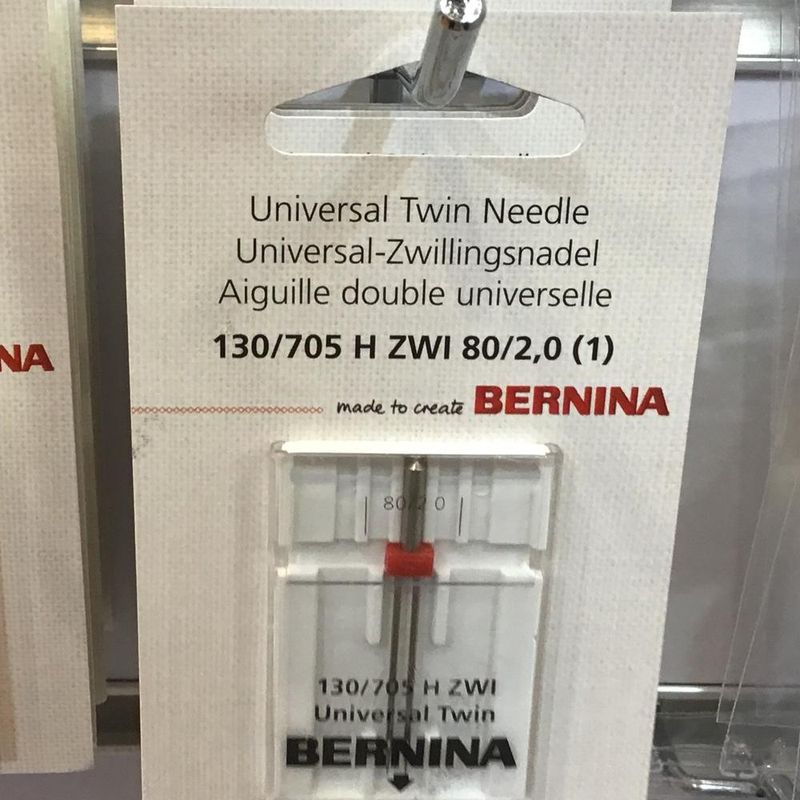 Universal Twin Needle
Universal-Zwillingsnadel
Aiguille double universelle
130/705 H ZWI 80/2,0 (1)
made to create BERNINA
NA
80/2 0
130/705 H ZWI
Universal Twin
BERNINA